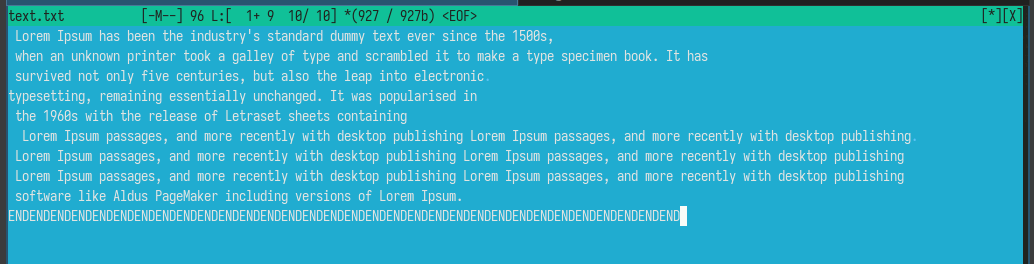 text.txt [-M--] 96 L:[ 1+ 9 10/ 10] *(927 / 927b) <EOF> [*][X]
Lorem Ipsum has been the industry's standard dummy text ever since the 1500s,
when an unknown printer took a galley of type and scrambled it to make a type specimen book. It has
survived not only five centuries, but also the leap into electronic.
typesetting, remaining essentially unchanged. It was popularised in
the 1960s with the release of Letraset sheets containing
Lorem Ipsum passages, and more recently with desktop publishing Lorem Ipsum passages, and more recently with desktop publishing.
Lorem Ipsum passages, and more recently with desktop publishing Lorem Ipsum passages, and more recently with desktop publishing
Lorem Ipsum passages, and more recently with desktop publishing Lorem Ipsum passages, and more recently with desktop publishing
software like Aldus PageMaker including versions of Lorem Ipsum.
ENDENDENDENDENDENDENDENDENDENDENDENDENDENDENDENDENDENDENDENDENDENDENDENDENDENDENDENDENDENDENDEND